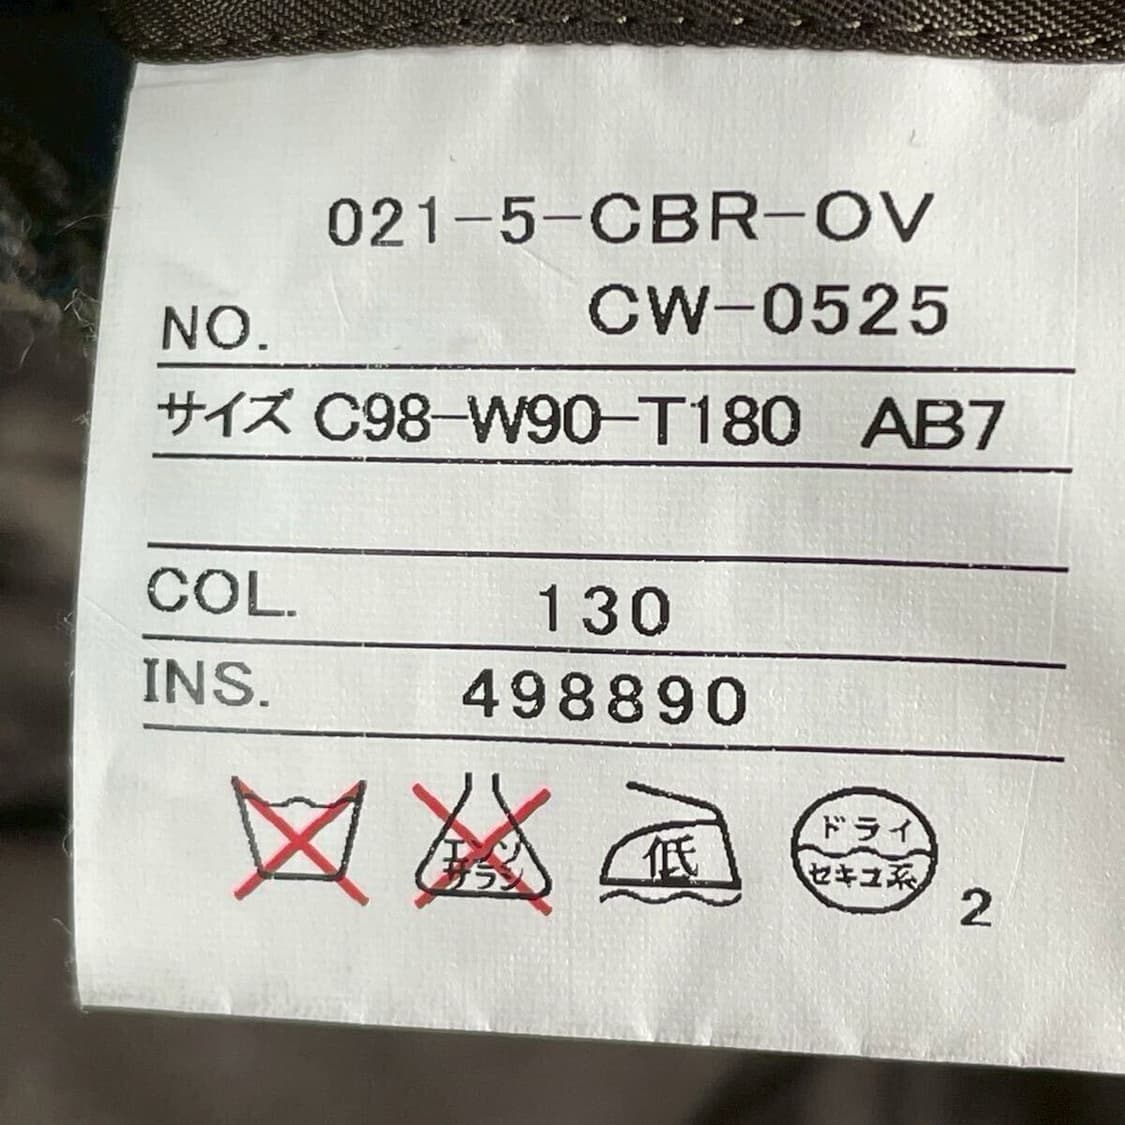 021-5-CBR-OV
NO. CW-0525
サイズ C98-W90-T180 AB7
COL. 130
INS. 498890
エンソ
サラシ
低
ドライ
セキユ系
2